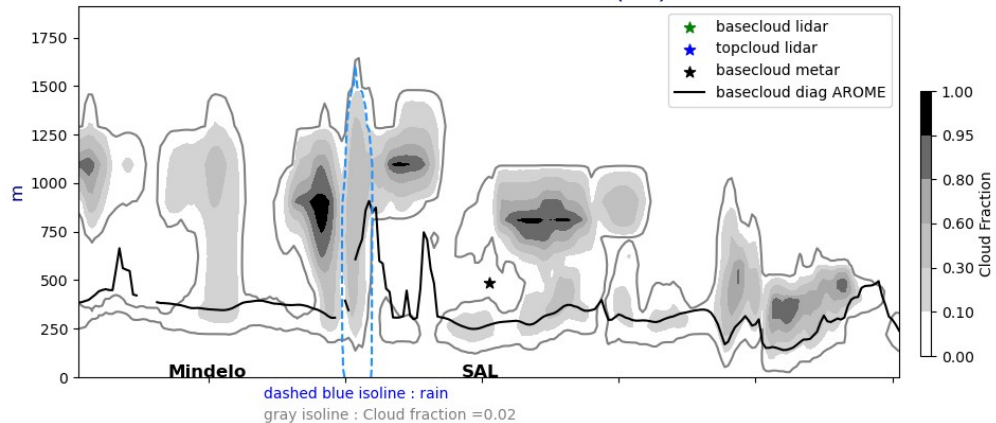 basecloud lidar
topcloud lidar
basecloud metar
basecloud diag AROME
1750
1500
1250
1000
750
500
250
0
m
Mindelo
SAL
1.00
0.95
0.80
0.60
0.30
0.10
0.00
Cloud Fraction
dashed blue isoline : rain
gray isoline : Cloud fraction =0.02